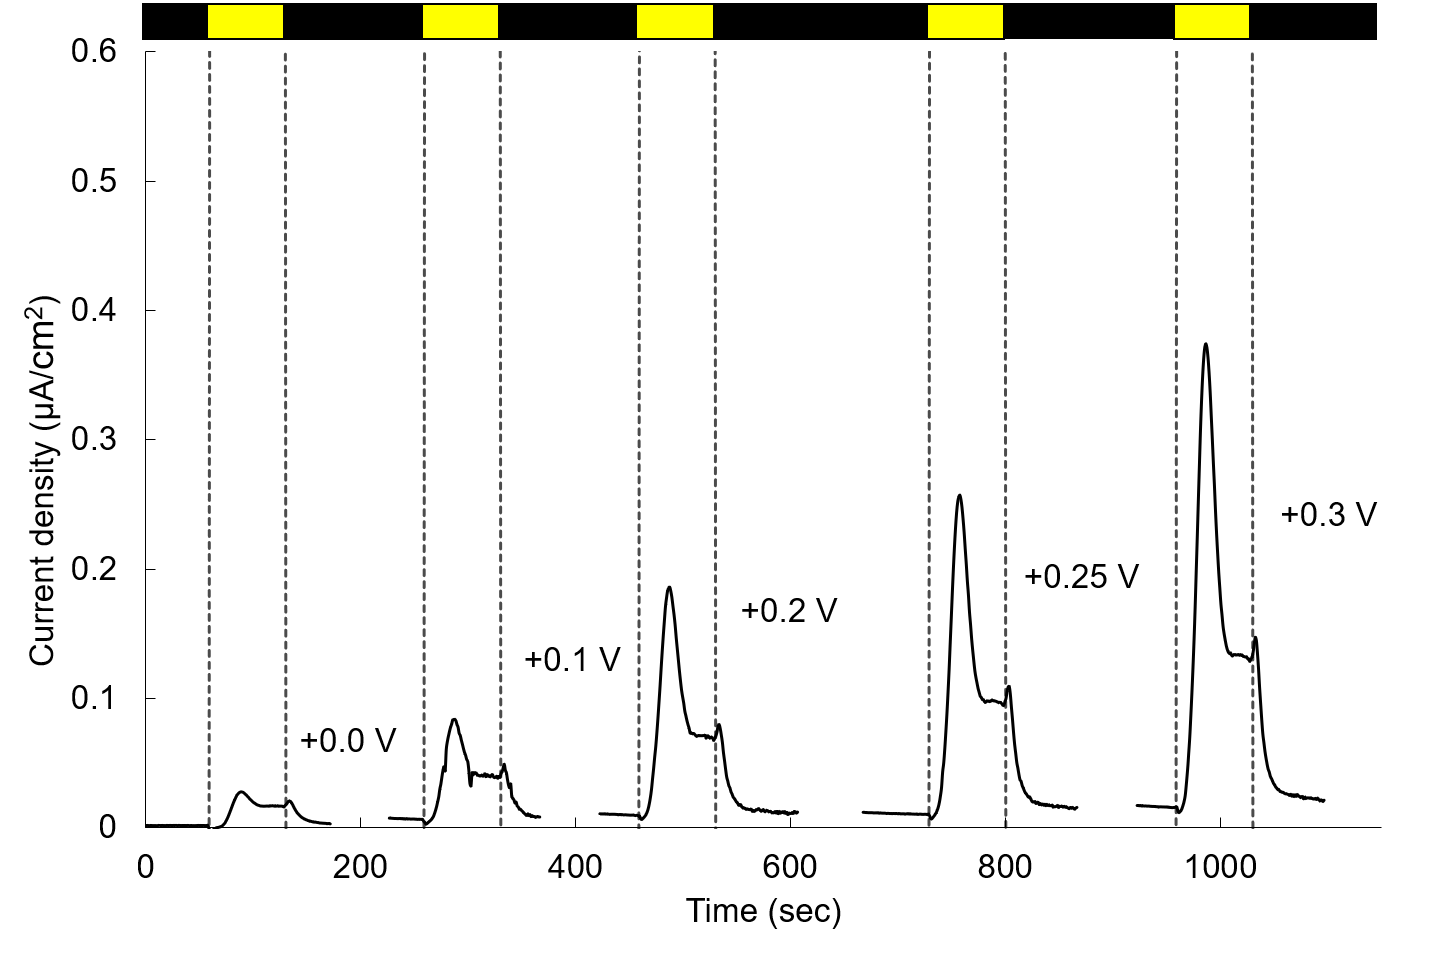 0.6
0.5
0.4
0.3
0.2
0.1
0
Current density (µA/cm²)
+0.0 V
+0.1 V
+0.2 V
+0.25 V
+0.3 V
0 200 400 600 800 1000
Time (sec)